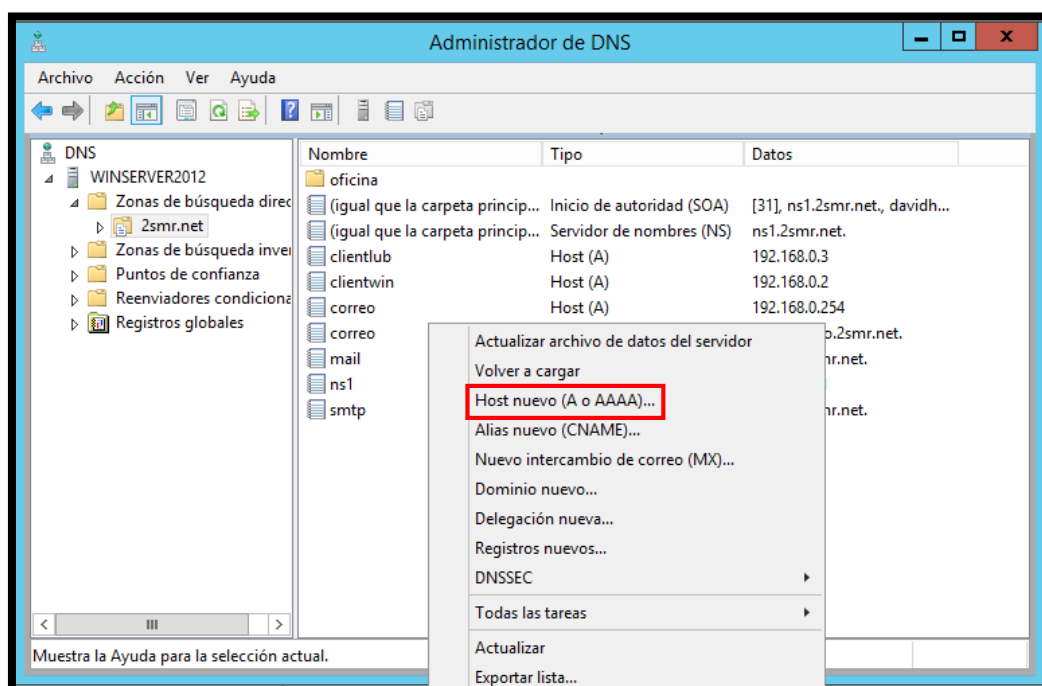 Administrador de DNS
Archivo Acción Ver Ayuda
DNS
WINSERVER2012
Zonas de búsqueda direc
2smr.net
Zonas de búsqueda inver
Puntos de confianza
Reenviadores condiciona
Registros globales
Nombre Tipo Datos
oficina
(igual que la carpeta princip... Inicio de autoridad (SOA) [31], ns1.2smr.net., davidh...
(igual que la carpeta princip... Servidor de nombres (NS) ns1.2smr.net.
clientlub Host (A) 192.168.0.3
clientwin Host (A) 192.168.0.2
correo Host (A) 192.168.0.254
correo o.2smr.net.
mail nr.net.
ns1
smtp nr.net.
Actualizar archivo de datos del servidor
Volver a cargar
Host nuevo (A o AAAA)...
Alias nuevo (CNAME)...
Nuevo intercambio de correo (MX)...
Dominio nuevo...
Delegación nueva...
Registros nuevos...
DNSSEC
Todas las tareas
Actualizar
Exportar lista...
Muestra la Ayuda para la selección actual.